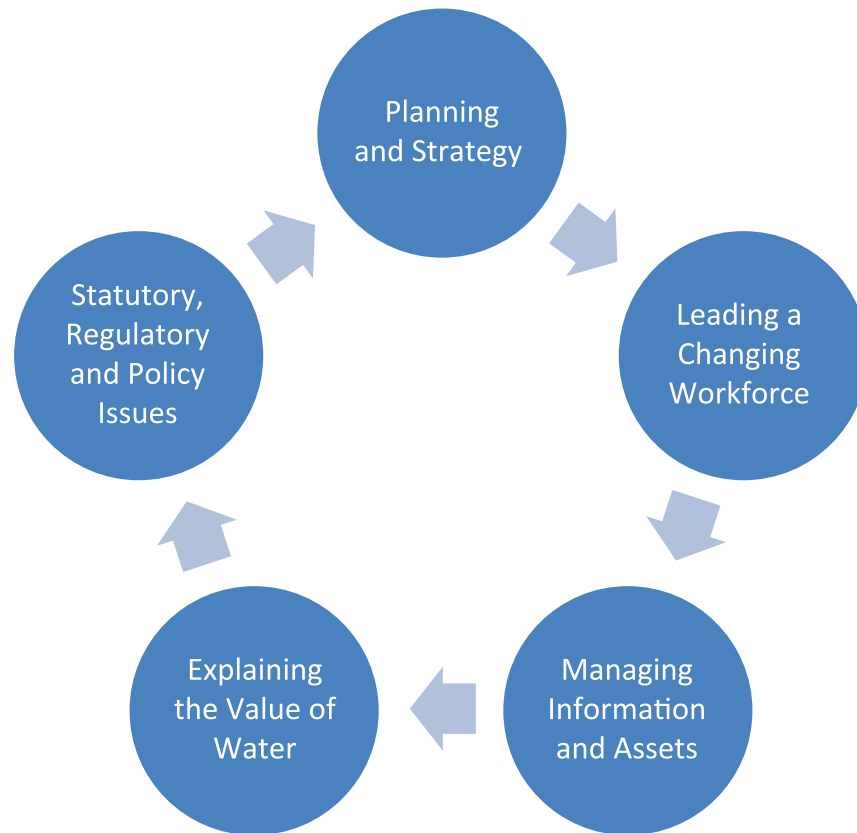 Planning
and Strategy
Leading a
Changing
Workforce
Managing
Information
and Assets
Explaining
the Value of
Water
Statutory,
Regulatory
and Policy
Issues